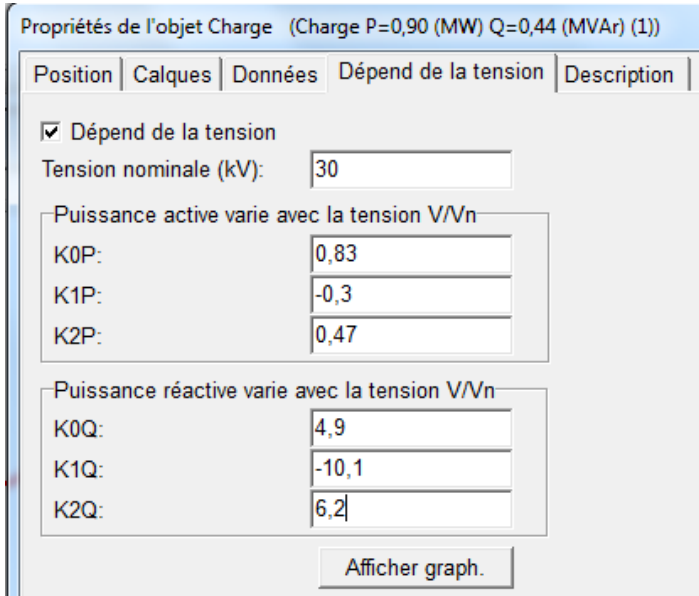 Propriétés de l'objet Charge (Charge P=0,90 (MW) Q=0,44 (MVAr) (1))
Position Calques Données Dépend de la tension Description
Dépend de la tension
Tension nominale (kV): 30
Puissance active varie avec la tension V/Vn
K0P: 0,83
K1P: -0,3
K2P: 0,47
Puissance réactive varie avec la tension V/Vn
K0Q: 4,9
K1Q: -10,1
K2Q: 6,2
Afficher graph.